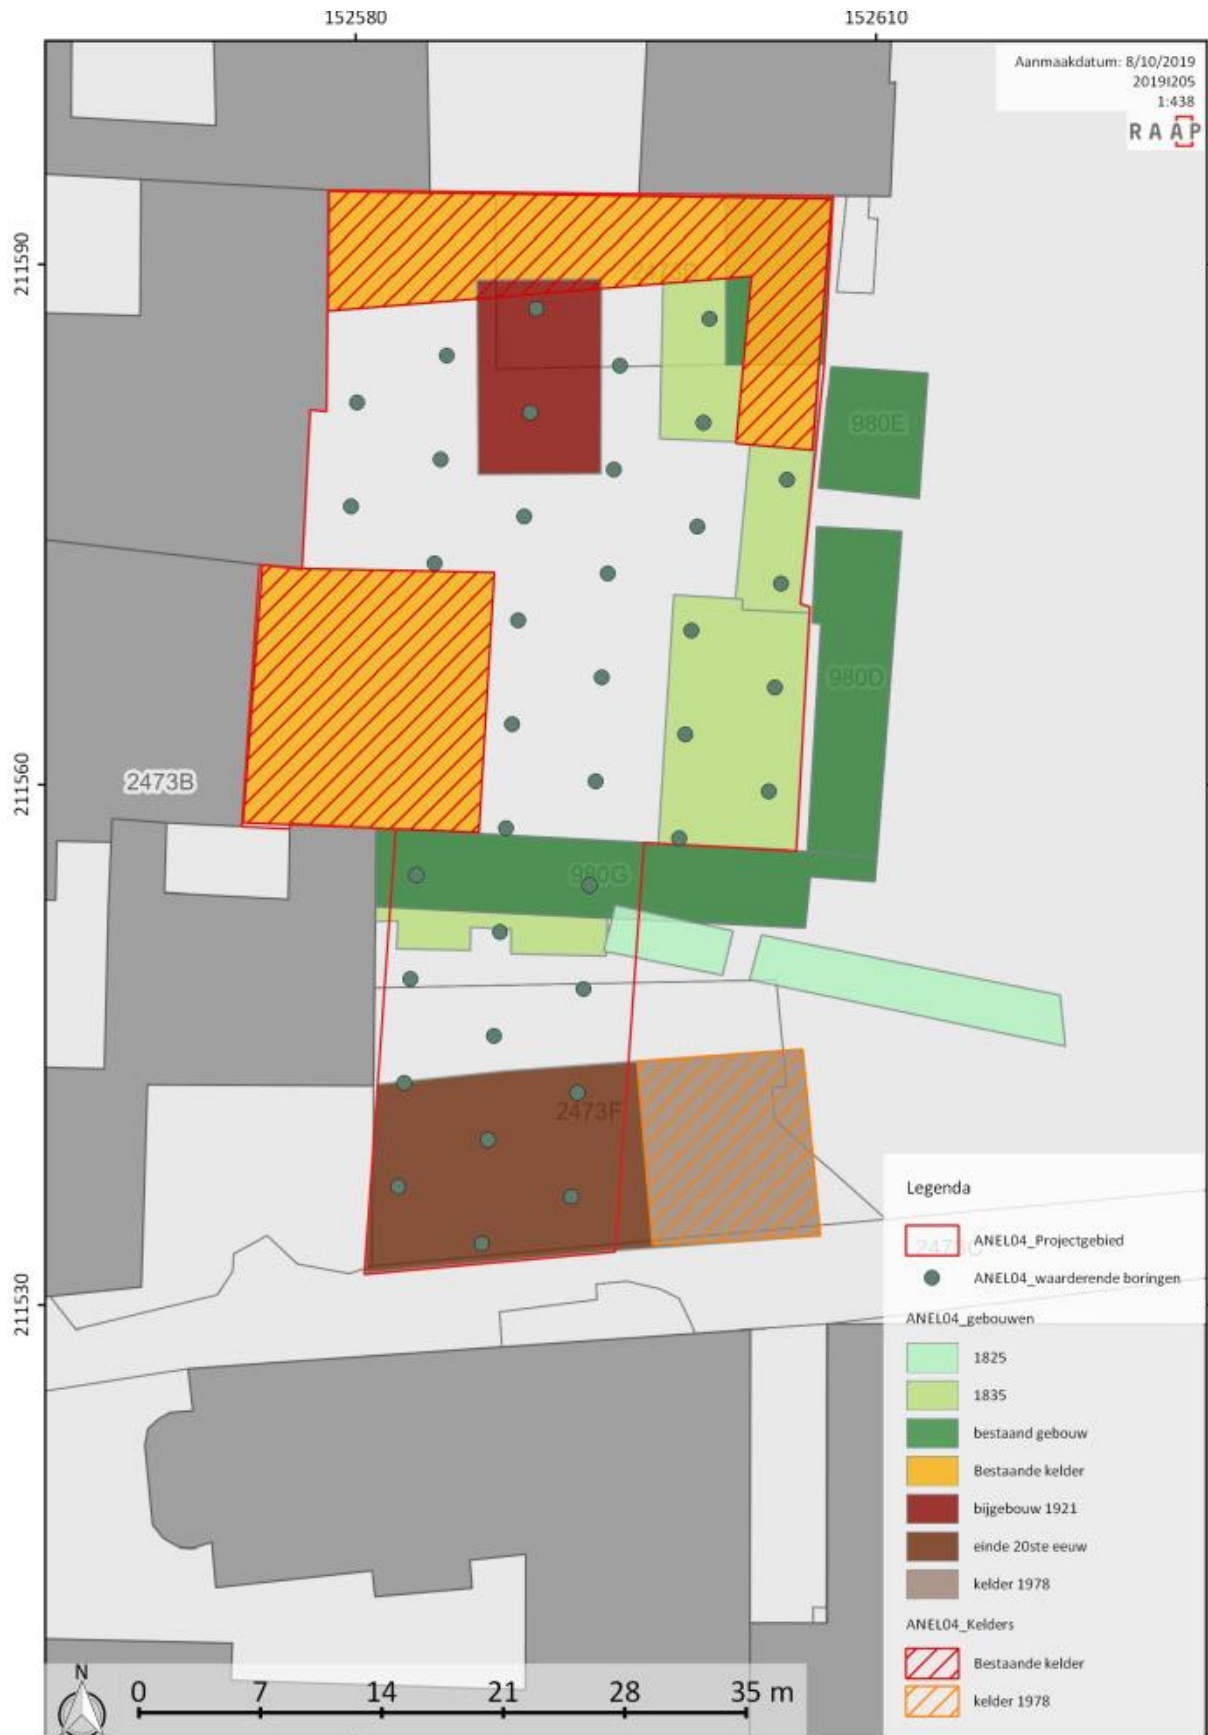 152580
152610
Aanmaakdatum: 8/10/2019
2019I205
1:438
RAAP
211590
980E
980D
211560
2473B
980G
2473F
211530
Legenda
ANEL04_Projectgebied
2473C
ANEL04_waarderende boringen
ANEL04_gebouwen
1825
1835
bestaand gebouw
Bestaande kelder
bijgebouw 1921
einde 20ste eeuw
kelder 1978
ANEL04_Kelders
Bestaande kelder
kelder 1978
N
0 7 14 21 28 35 m